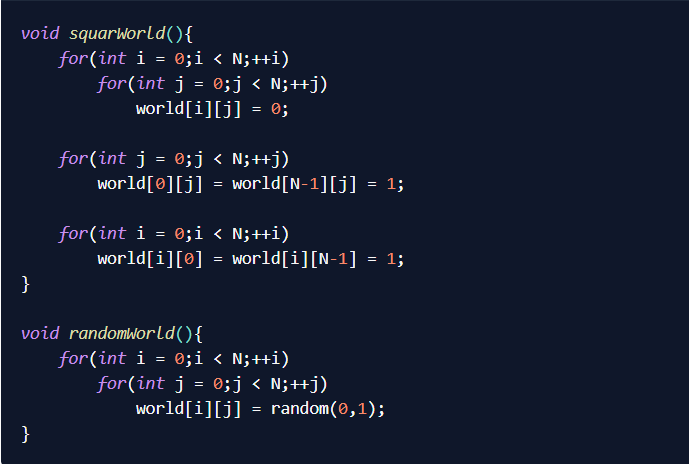 void squarWorld(){
    for(int i = 0;i < N;++i)
        for(int j = 0;j < N;++j)
            world[i][j] = 0;

    for(int j = 0;j < N;++j)
        world[0][j] = world[N-1][j] = 1;

    for(int i = 0;i < N;++i)
        world[i][0] = world[i][N-1] = 1;
}

void randomWorld(){
    for(int i = 0;i < N;++i)
        for(int j = 0;j < N;++j)
            world[i][j] = random(0,1);
}